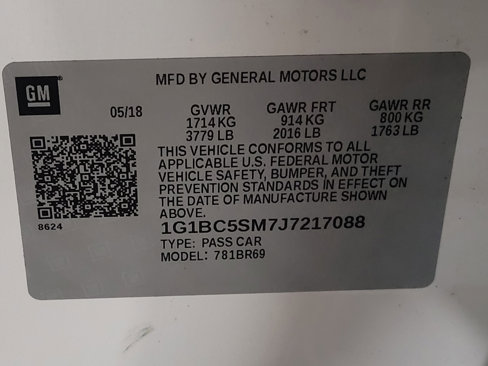 GM
MFD BY GENERAL MOTORS LLC
05/18 GVWR GAWR FRT GAWR RR
1714 KG 914 KG 800 KG
3779 LB 2016 LB 1763 LB
THIS VEHICLE CONFORMS TO ALL
APPLICABLE U.S. FEDERAL MOTOR
VEHICLE SAFETY, BUMPER, AND THEFT
PREVENTION STANDARDS IN EFFECT ON
THE DATE OF MANUFACTURE SHOWN
ABOVE.
8624
1G1BC5SM7J7217088
TYPE: PASS CAR
MODEL: 781BR69